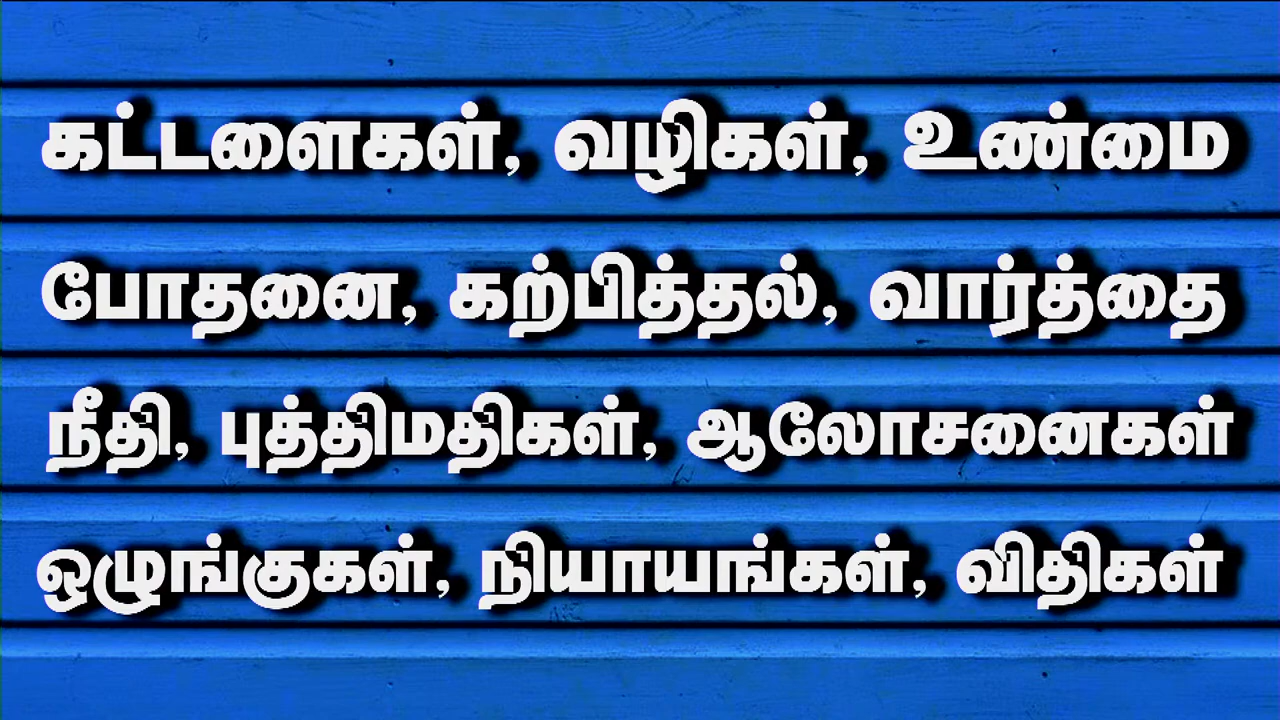 கட்டளைகள், வழிகள், உண்மை
போதனை, கற்பித்தல், வார்த்தை
நீதி, புத்திமதிகள், ஆலோசனைகள்
ஒழுங்குகள், நியாயங்கள், விதிகள்